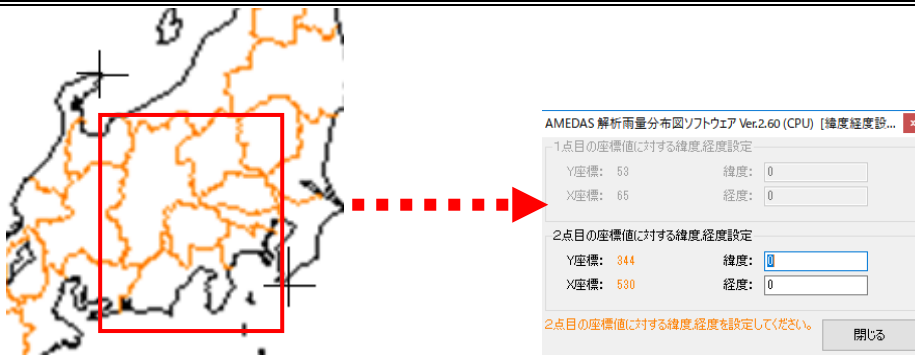 AMEDAS 解析雨量分布図ソフトウェア Ver.2.60 (CPU) [緯度経度設...
1点目の座標値に対する緯度,経度設定
Y座標: 53 緯度: 0
X座標: 65 経度: 0
2点目の座標値に対する緯度,経度設定
Y座標: 344 緯度: 0
X座標: 530 経度: 0
2点目の座標値に対する緯度,経度を設定してください。 閉じる